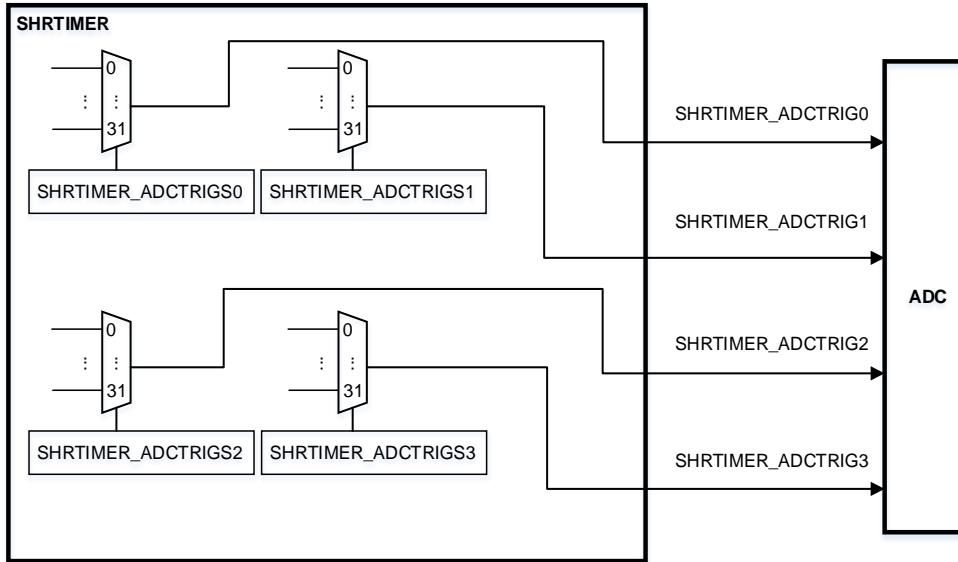 SHRTIMER
0
⋮ ⋮
31
SHRTIMER_ADCTRIGS0
0
⋮ ⋮
31
SHRTIMER_ADCTRIGS1
0
⋮ ⋮
31
SHRTIMER_ADCTRIGS2
0
⋮ ⋮
31
SHRTIMER_ADCTRIGS3
SHRTIMER_ADCTRIG0
SHRTIMER_ADCTRIG1
SHRTIMER_ADCTRIG2
SHRTIMER_ADCTRIG3
ADC